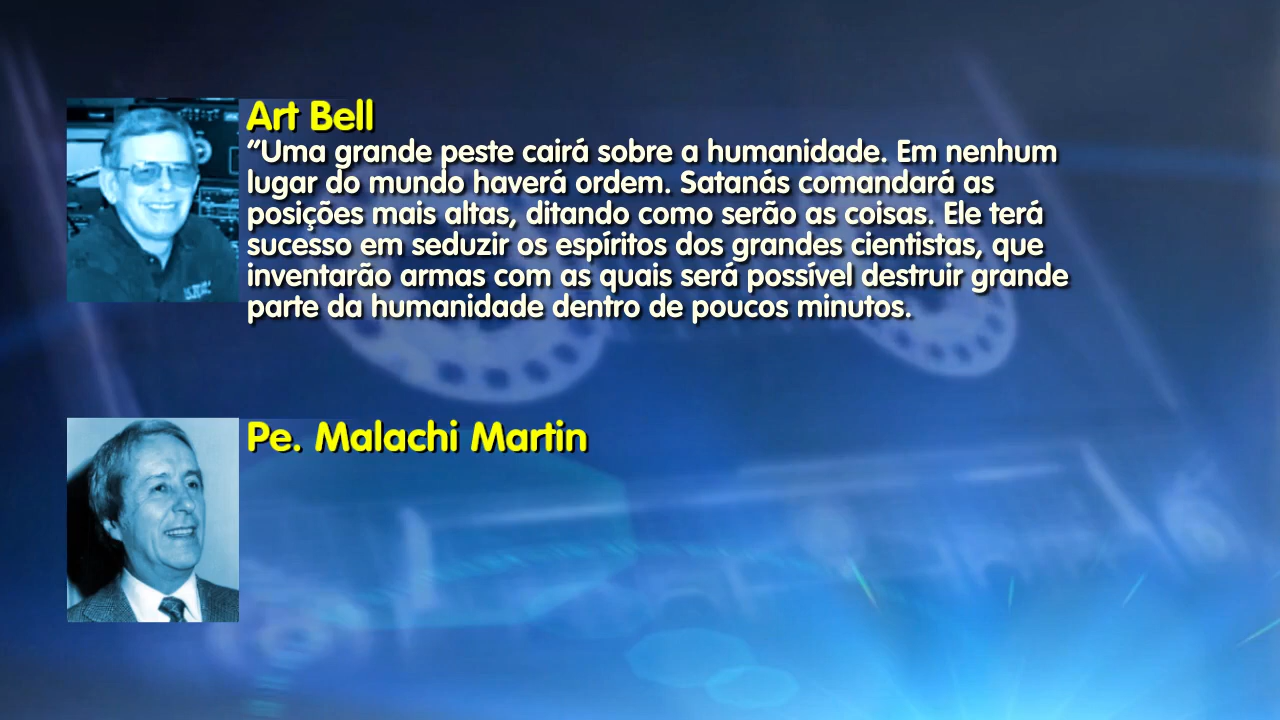 Art Bell
“Uma grande peste cairá sobre a humanidade. Em nenhum
lugar do mundo haverá ordem. Satanás comandará as
posições mais altas, ditando como serão as coisas. Ele terá
sucesso em seduzir os espíritos dos grandes cientistas, que
inventarão armas com as quais será possível destruir grande
parte da humanidade dentro de poucos minutos.
Pe. Malachi Martin